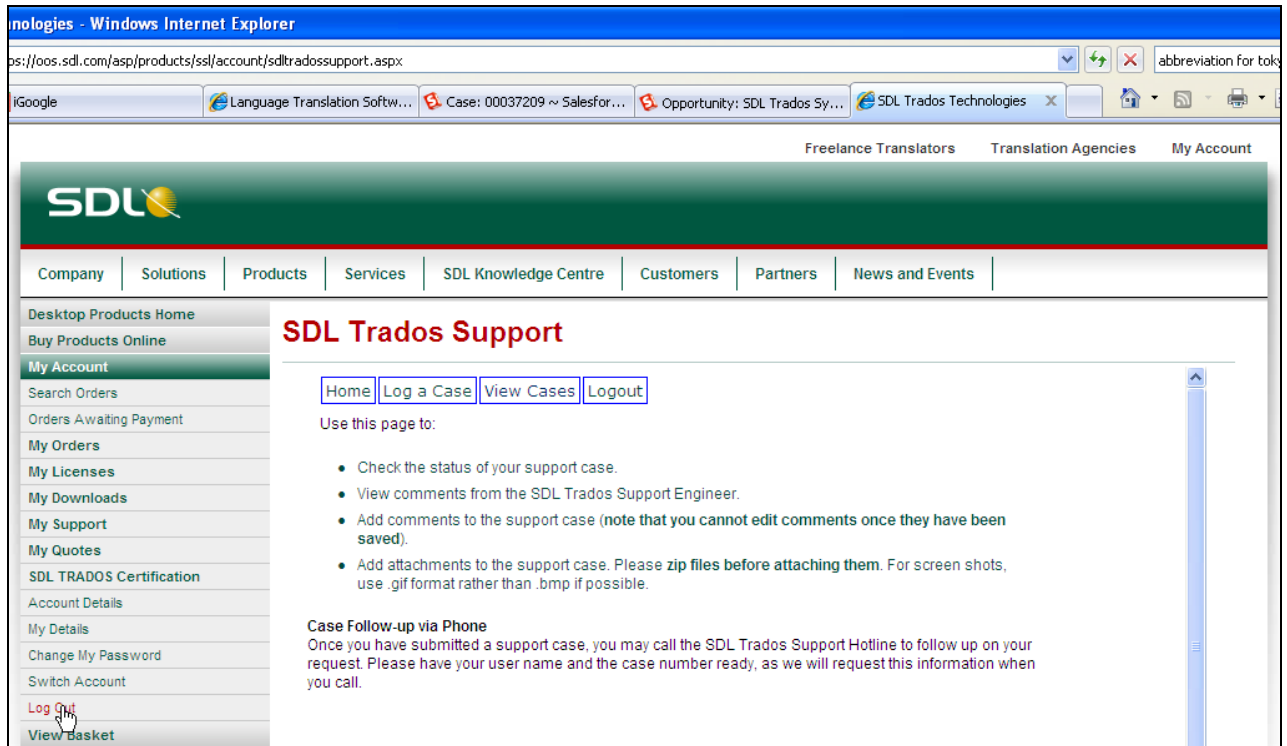 nologies - Windows Internet Explorer
ps://oos.sdl.com/asp/products/ssl/account/sdltradossupport.aspx
abbreviation for toky
iGoogle
Language Translation Softw...
Case: 00037209 ~ Salesfor...
Opportunity: SDL Trados Sy...
SDL Trados Technologies
Freelance Translators
Translation Agencies
My Account
SDL
Company
Solutions
Products
Services
SDL Knowledge Centre
Customers
Partners
News and Events
Desktop Products Home
Buy Products Online
My Account
Search Orders
Orders Awaiting Payment
My Orders
My Licenses
My Downloads
My Support
My Quotes
SDL TRADOS Certification
Account Details
My Details
Change My Password
Switch Account
Log Out
View Basket
SDL Trados Support
Home
Log a Case
View Cases
Logout
Use this page to:
• Check the status of your support case.
• View comments from the SDL Trados Support Engineer.
• Add comments to the support case (note that you cannot edit comments once they have been
saved).
• Add attachments to the support case. Please zip files before attaching them. For screen shots,
use .gif format rather than .bmp if possible.
Case Follow-up via Phone
Once you have submitted a support case, you may call the SDL Trados Support Hotline to follow up on your
request. Please have your user name and the case number ready, as we will request this information when
you call.